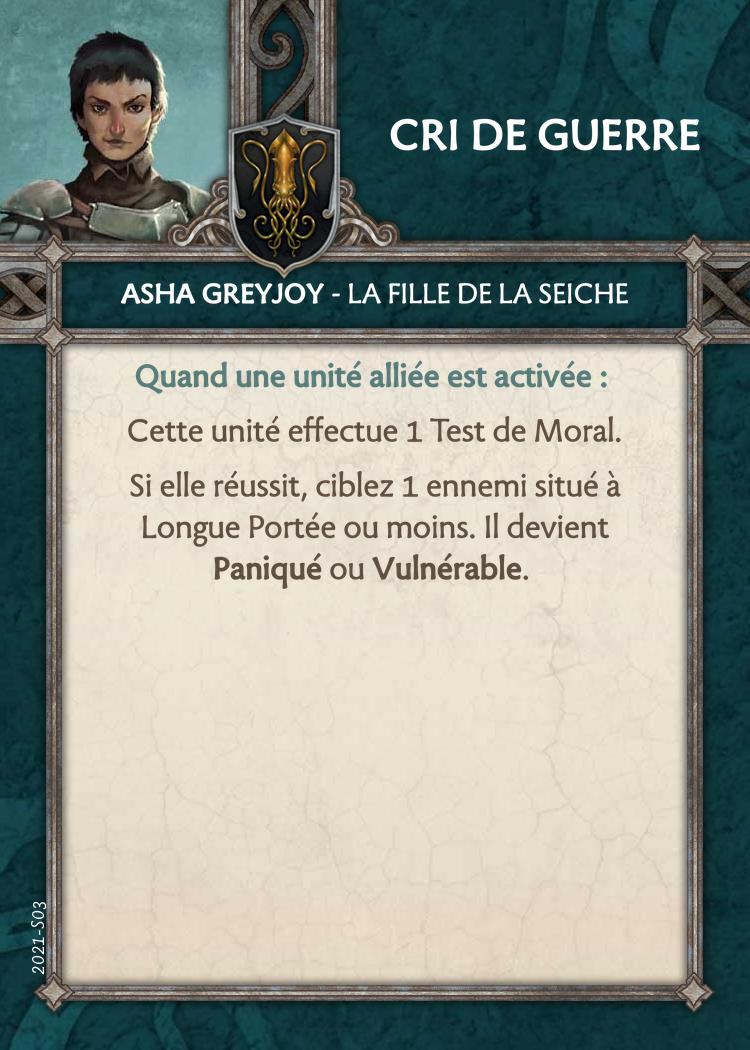 CRI DE GUERRE
ASHA GREYJOY - LA FILLE DE LA SEICHE
Quand une unité alliée est activée :
Cette unité effectue 1 Test de Moral.
Si elle réussit, ciblez 1 ennemi situé à
Longue Portée ou moins. Il devient
Paniqué ou Vulnérable.
2021-S03